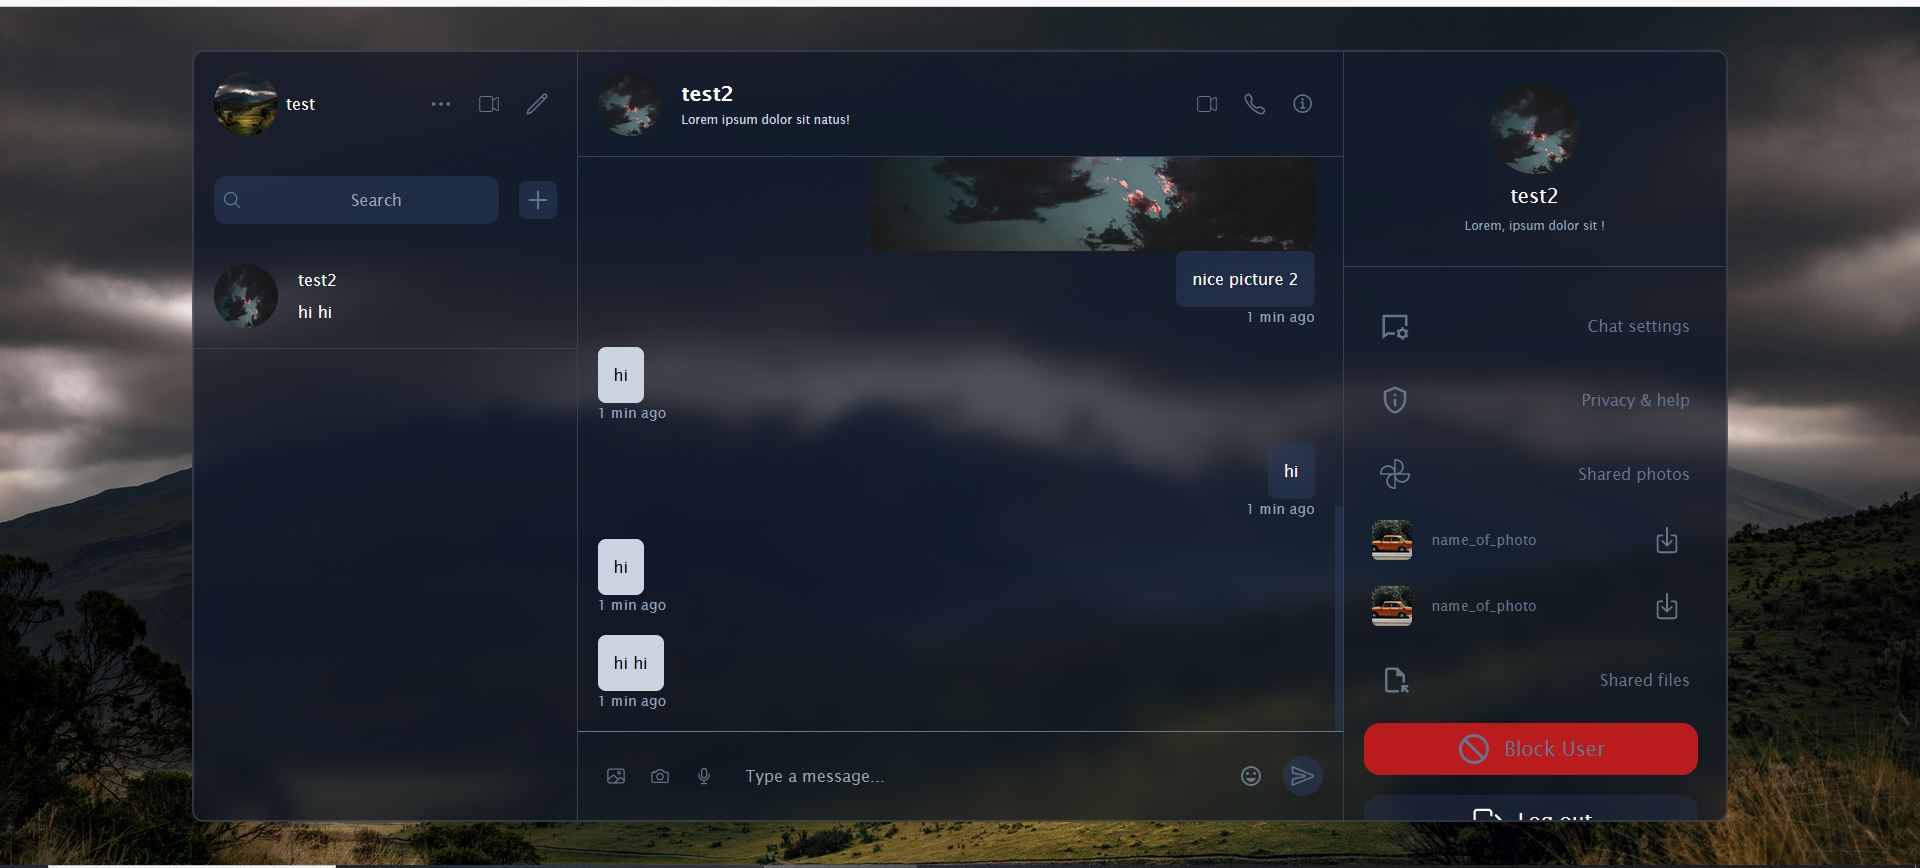 test
Search
test2
hi hi
test2
Lorem ipsum dolor sit natus!
nice picture 2
1 min ago
hi
1 min ago
hi
1 min ago
hi
1 min ago
hi hi
1 min ago
Type a message...
test2
Lorem, ipsum dolor sit !
Chat settings
Privacy & help
Shared photos
name_of_photo
name_of_photo
Shared files
Block User
Log out